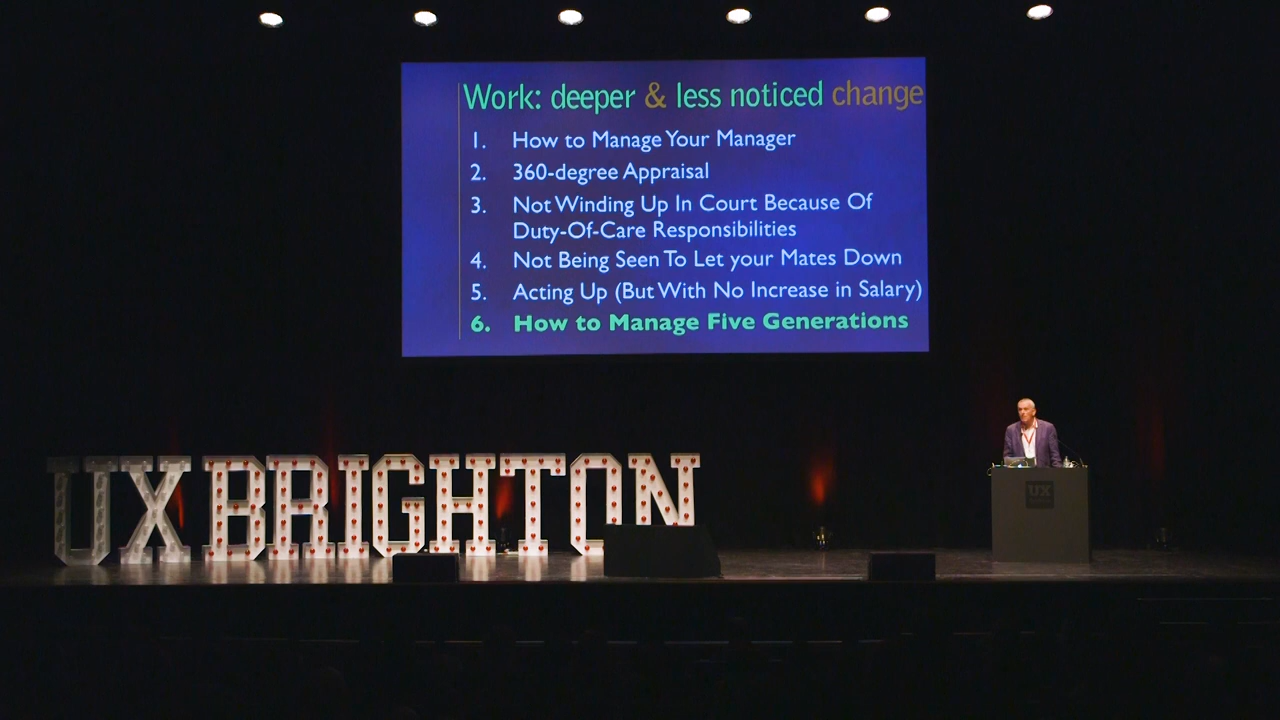 Work: deeper & less noticed change
1. How to Manage Your Manager
2. 360-degree Appraisal
3. Not Winding Up In Court Because Of
Duty-Of-Care Responsibilities
4. Not Being Seen To Let your Mates Down
5. Acting Up (But With No Increase in Salary)
6. How to Manage Five Generations
UX BRIGHTON
UX